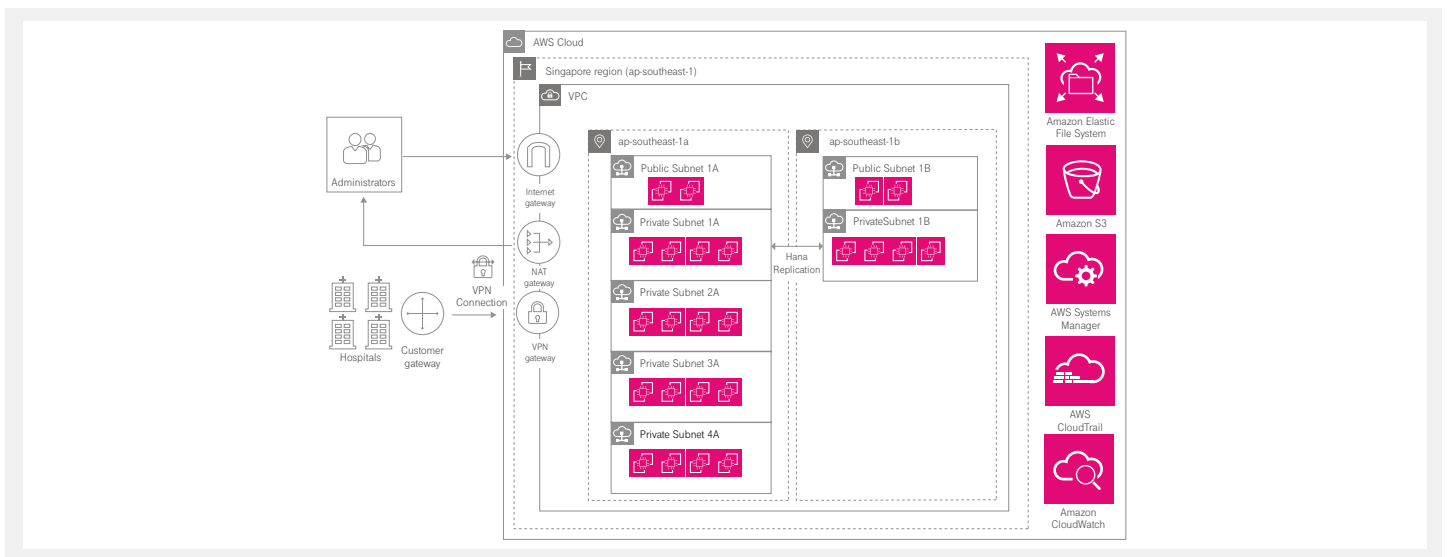 AWS Cloud
Singapore region (ap-southeast-1)
VPC
Administrators
Internet
gateway
NAT
gateway
VPN
Connection
VPN
gateway
Hospitals
Customer
gateway
ap-southeast-1a
Public Subnet 1A
Private Subnet 1A
Private Subnet 2A
Private Subnet 3A
Private Subnet 4A
Hana
Replication
ap-southeast-1b
Public Subnet 1B
PrivateSubnet 1B
Amazon Elastic
File System
Amazon S3
AWS Systems
Manager
AWS
CloudTrail
Amazon
CloudWatch